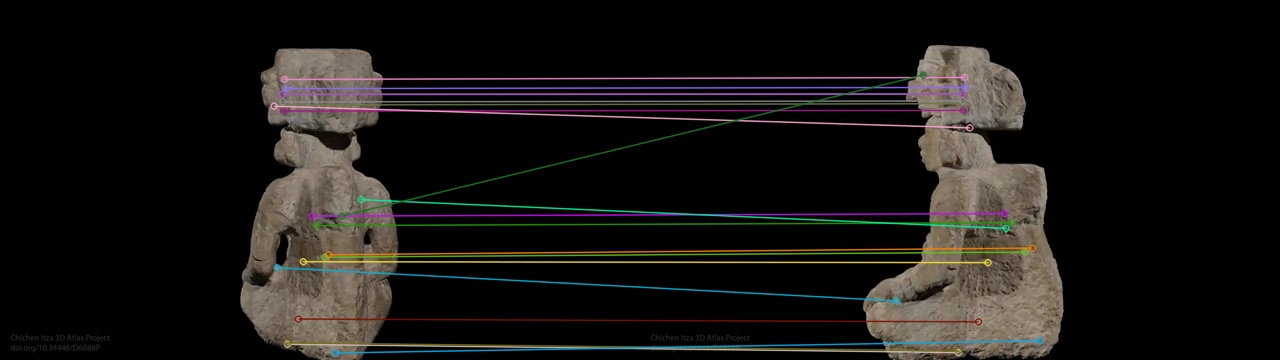 Chichen Itza 3D Atlas Project
doi.org/10.34946/D6888P
Chichen Itza 3D Atlas Project